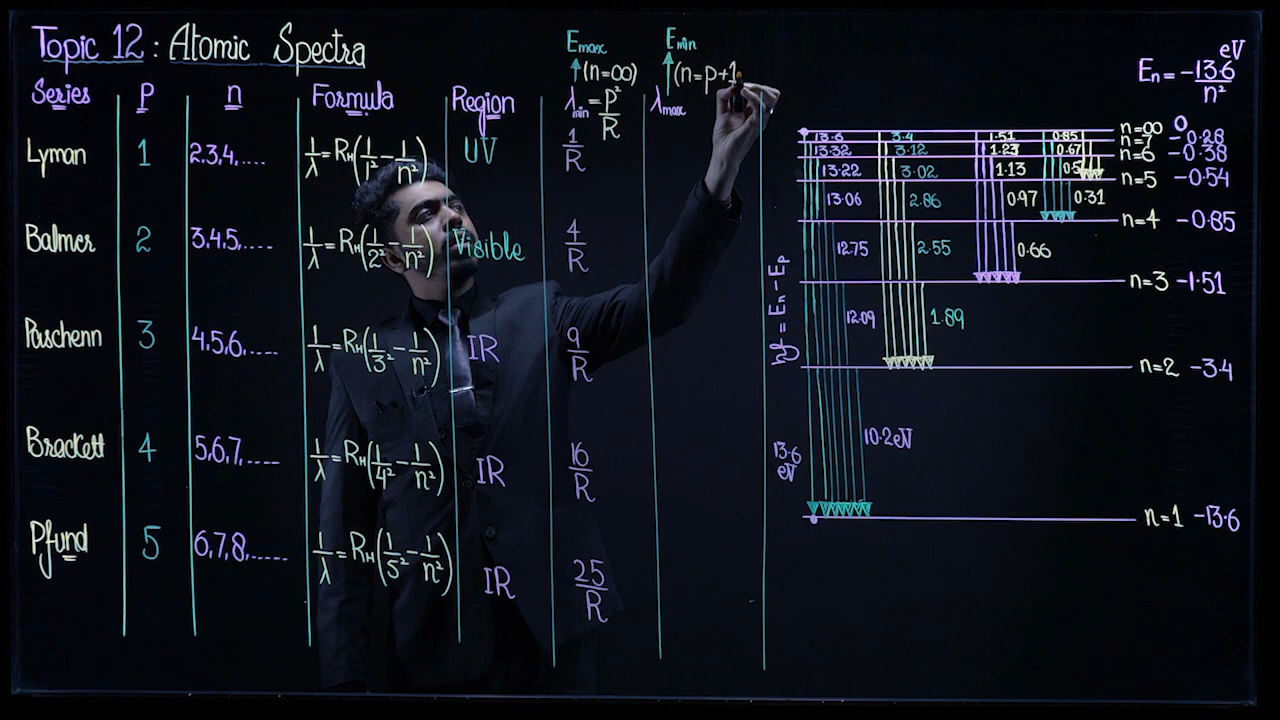 Topic 12 : Atomic Spectra
Series P n Formula Region
Emax
↑ (n=∞)
λmin = P²/R
Emin
↑ (n=p+1
λmax
Lyman 1 2,3,4,.... 1/λ = RH(1/1² - 1/n²) UV 1/R
Balmer 2 3,4,5,.... 1/λ = RH(1/2² - 1/n²) Visible 4/R
Paschenn 3 4,5,6,.... 1/λ = RH(1/3² - 1/n²) IR 9/R
Brackett 4 5,6,7,.... 1/λ = RH(1/4² - 1/n²) IR 16/R
Pfund 5 6,7,8,...... 1/λ = RH(1/5² - 1/n²) IR 25/R
eV
En = -13.6/n²
13.6 3.4 1.51 0.85 n=∞ 0
13.32 3.12 1.23 0.67 n=7 -0.28
n=6 -0.38
13.22 3.02 1.13 n=5 -0.54
13.06 2.86 0.97 0.31 n=4 -0.85
12.75 2.55 0.66 n=3 -1.51
hf = En - Ep
12.09 1.89 n=2 -3.4
10.2eV
13.6 eV
n=1 -13.6